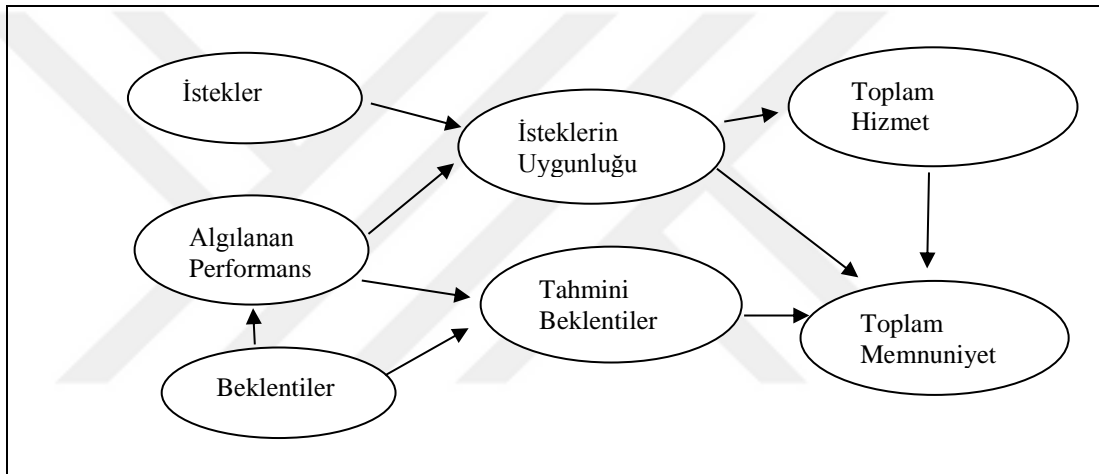 İstekler
İsteklerin
Uygunluğu
Toplam
Hizmet
Algılanan
Performans
Tahmini
Beklentiler
Toplam
Memnuniyet
Beklentiler